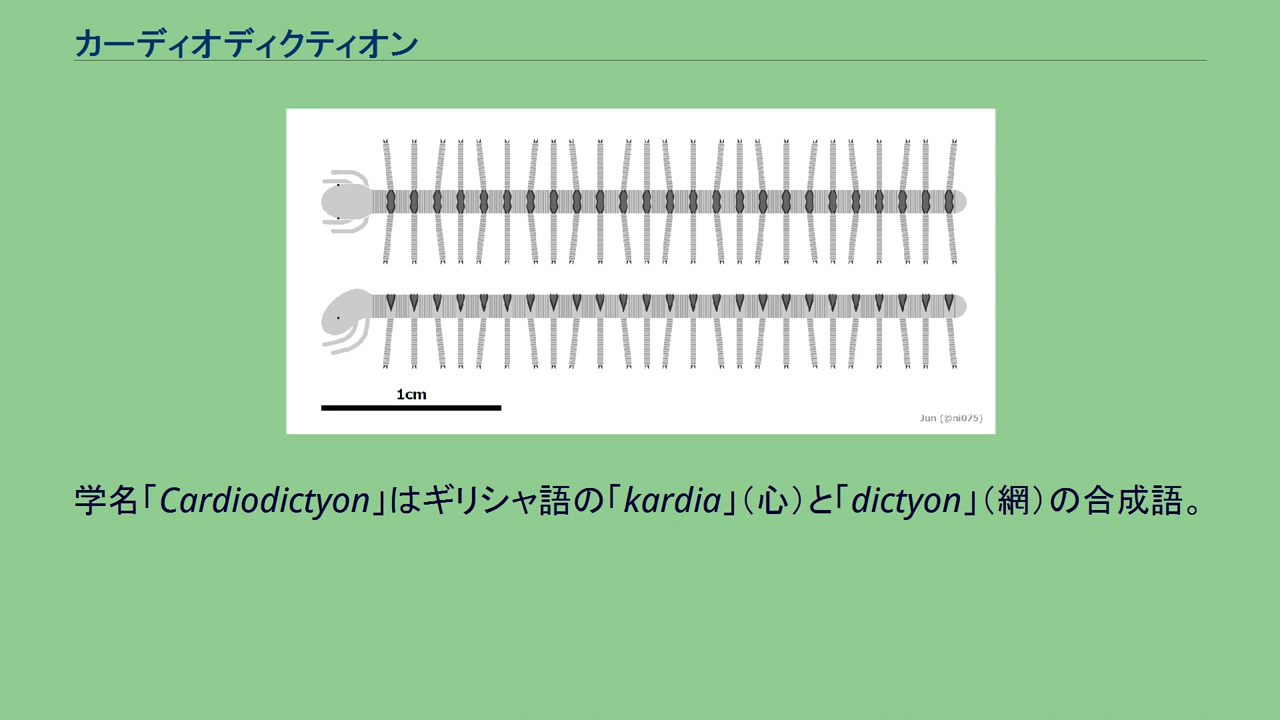 カーディオディクティオン
1cm
Jun (@ni075)
学名「Cardiodictyon」はギリシャ語の「kardia」（心）と「dictyon」（網）の合成語。